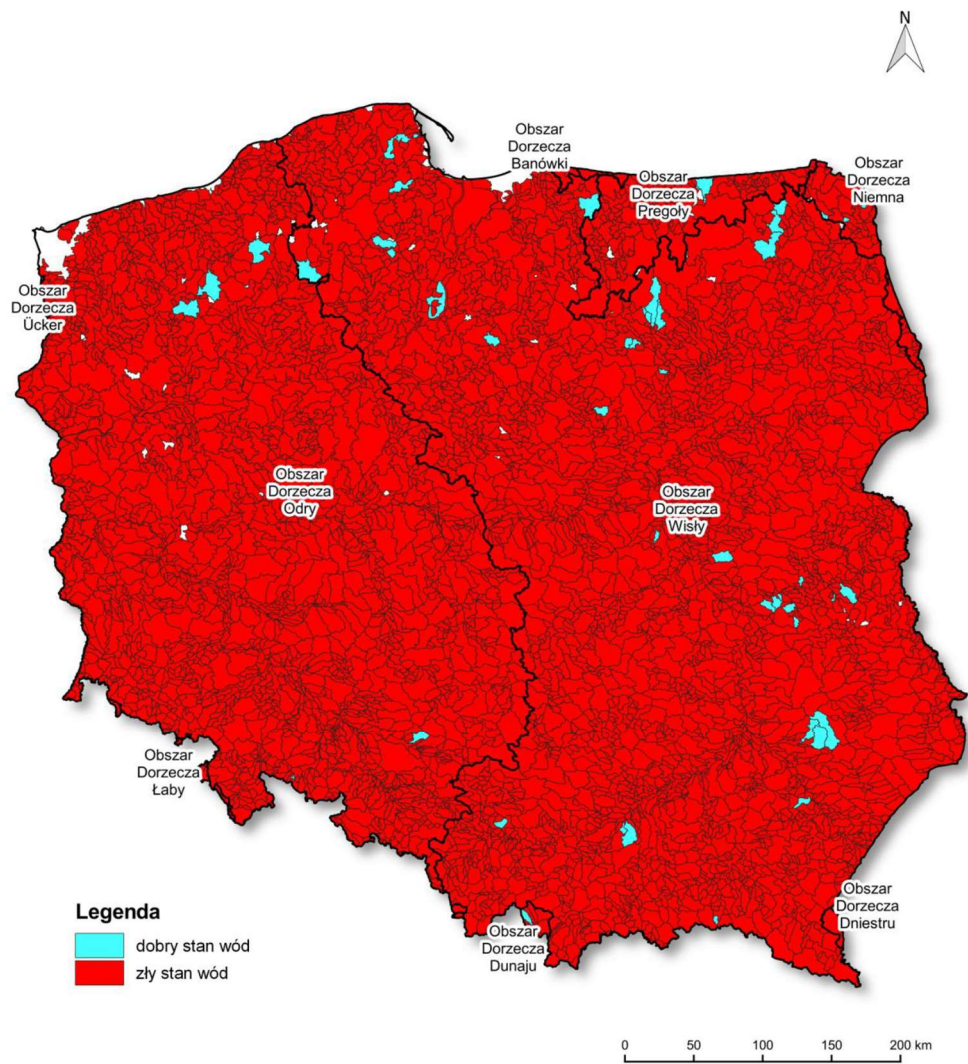 N
Obszar
Dorzecza
Banówki
Obszar
Dorzecza
Niemna
Obszar
Dorzecza
Pregoły
Obszar
Dorzecza
Ücker
Obszar
Dorzecza
Odry
Obszar
Dorzecza
Wisły
Obszar
Dorzecza
Łaby
Obszar
Dorzecza
Dniestru
Obszar
Dorzecza
Dunaju
Legenda
dobry stan wód
zły stan wód
0 50 100 150 200 km